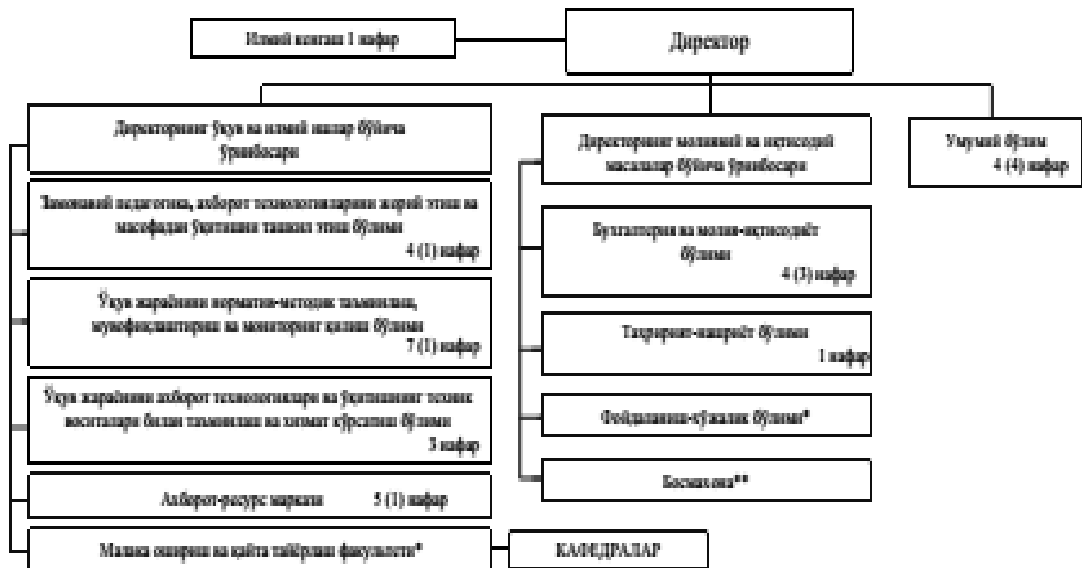 Илмий кенгаш 1 нафар
Директор
Директорнинг ўқув ва илмий ишлар бўйича
ўринбосари
Замонавий педагогика, ахборот технологияларини жорий этиш ва
масофадан ўқитишни ташкил этиш бўлими
4 (1) нафар
Ўқув жараёнини норматив-методик таъминлаш,
мувофиқлаштириш ва мониторинг қилиш бўлими
7 (1) нафар
Ўқув жараёнини ахборот технологиялари ва ўқитишнинг техник
воситалари билан таъминлаш ва хизмат кўрсатиш бўлими
3 нафар
Ахборот-ресурс маркази 5 (1) нафар
Малака ошириш ва қайта тайёрлаш факультети*
КАФЕДРАЛАР
Директорнинг молиявий ва иқтисодий
масалалар бўйича ўринбосари
Бухгалтерия ва молия-иқтисодиёт
бўлими
4 (3) нафар
Таҳририят-нашриёт бўлими
1 нафар
Фойдаланиш-хўжалик бўлими*
Босмахона**
Умумий бўлим
4 (4) нафар